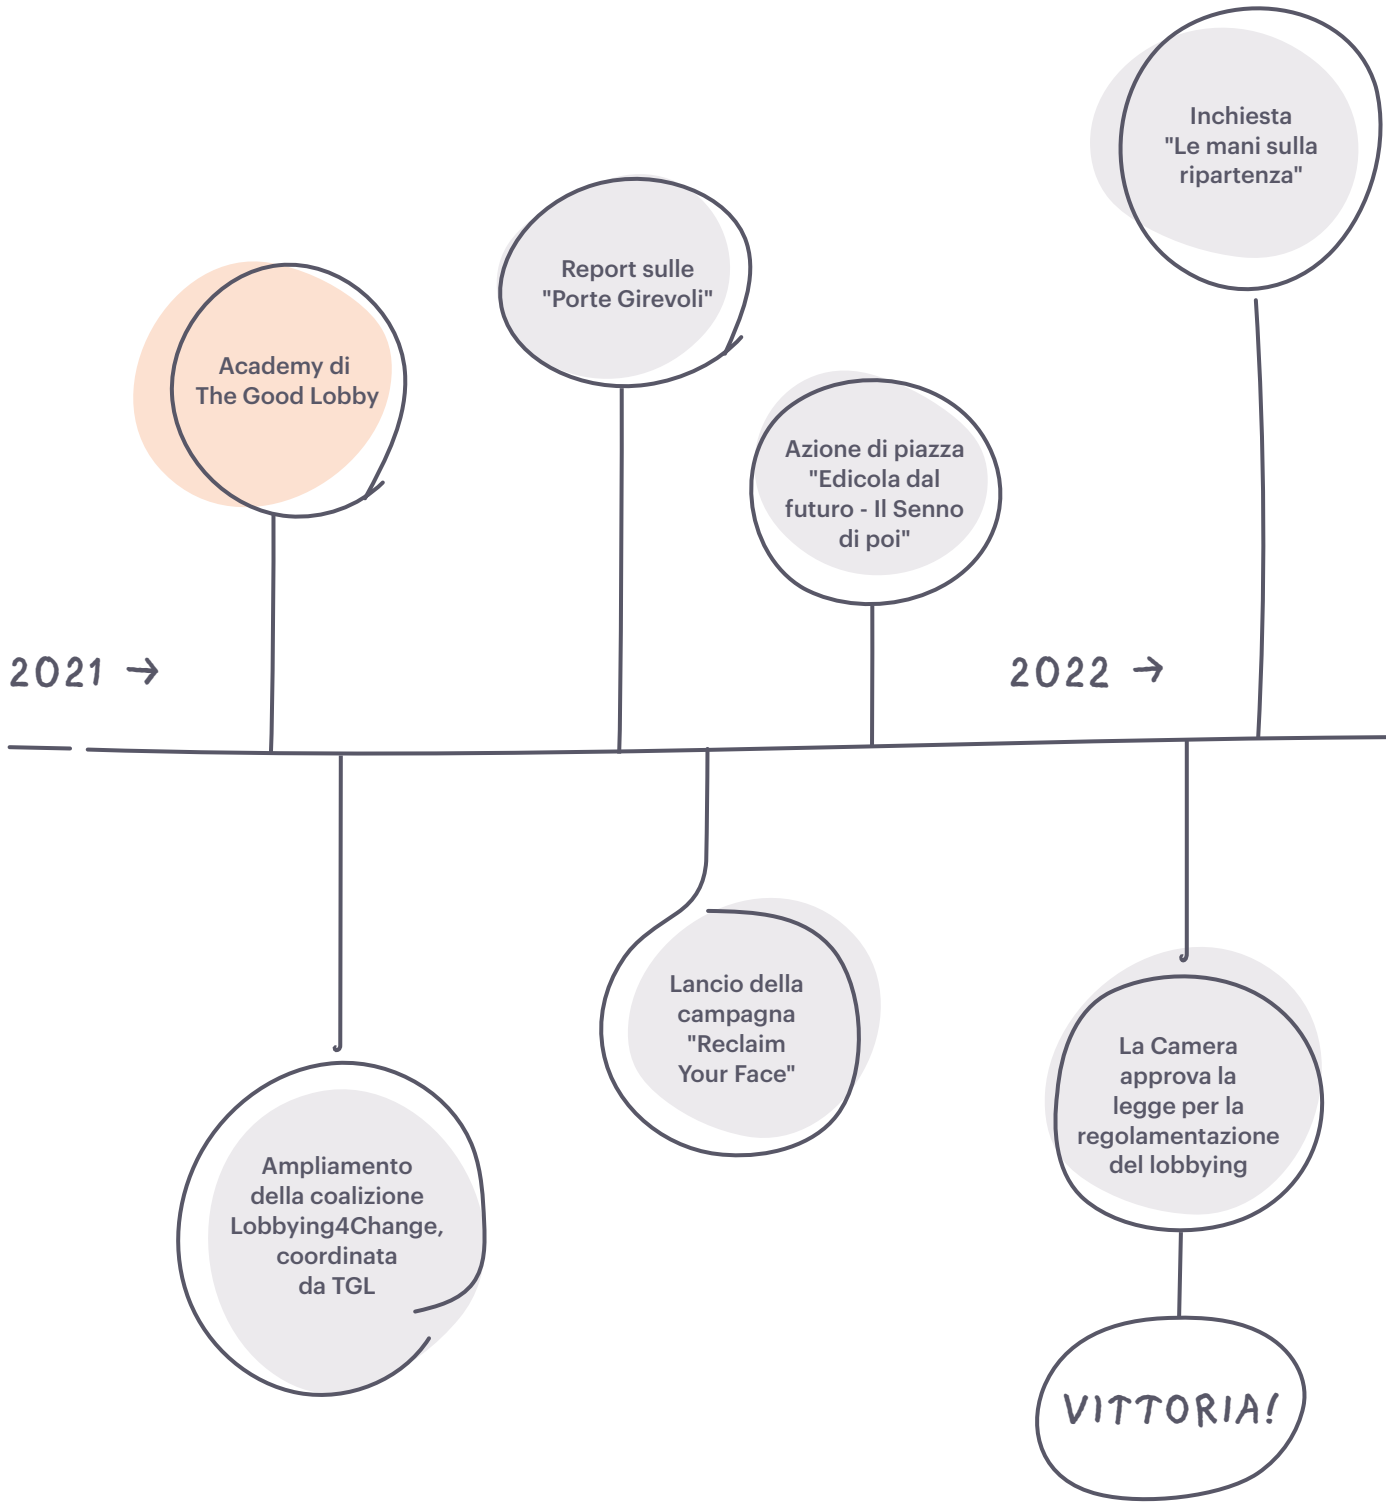 Inchiesta
"Le mani sulla
ripartenza"
Report sulle
"Porte Girevoli"
Academy di
The Good Lobby
Azione di piazza
"Edicola dal
futuro - Il Senno
di poi"
2021 →
2022 →
Lancio della
campagna
"Reclaim
Your Face"
La Camera
approva la
legge per la
regolamentazione
del lobbying
Ampliamento
della coalizione
Lobbying4Change,
coordinata
da TGL
VITTORIA!